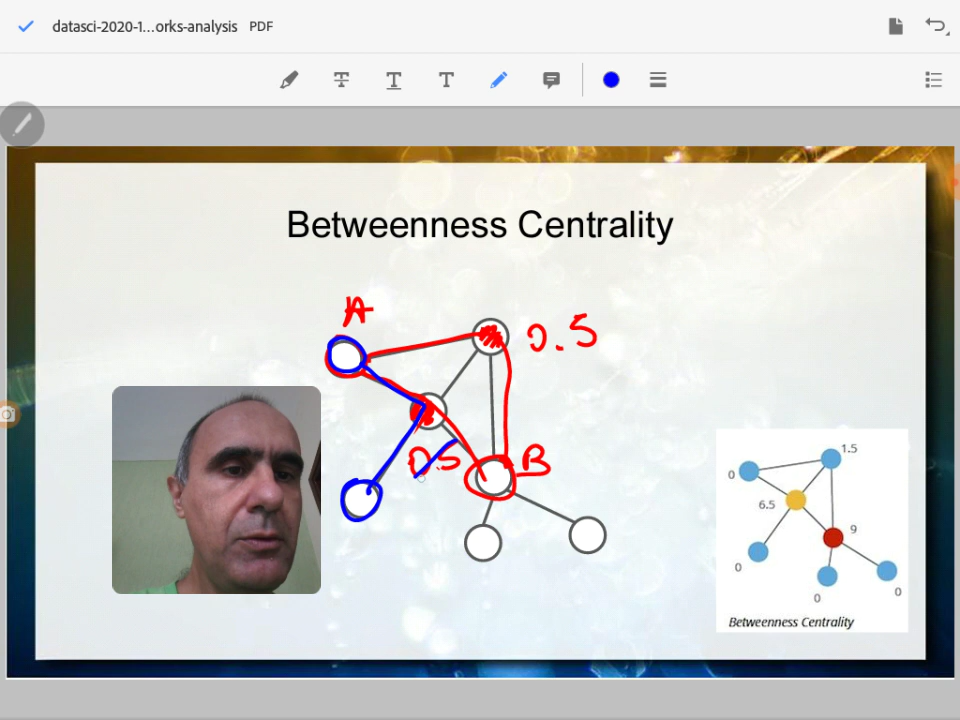 datasci-2020-1...orks-analysis PDF
T T T
Betweenness Centrality
A
0.5
0.5
B
1.5
0
6.5
9
0
0
0
Betweenness Centrality